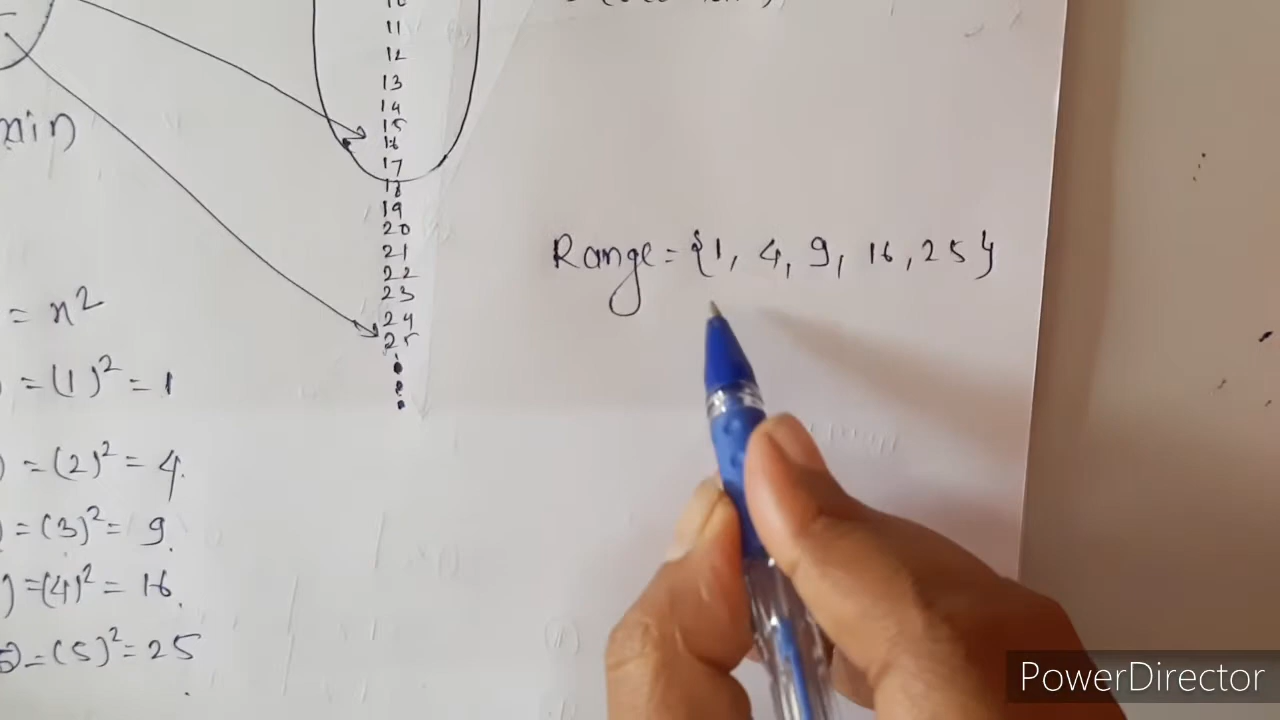 11
12
13
14
15
16
17
18
19
20
21
22
23
24
25
Range = {1, 4, 9, 16, 25}
= x²
= (1)² = 1
) = (2)² = 4.
) = (3)² = 9.
) = (4)² = 16.
) = (5)² = 25
PowerDirector